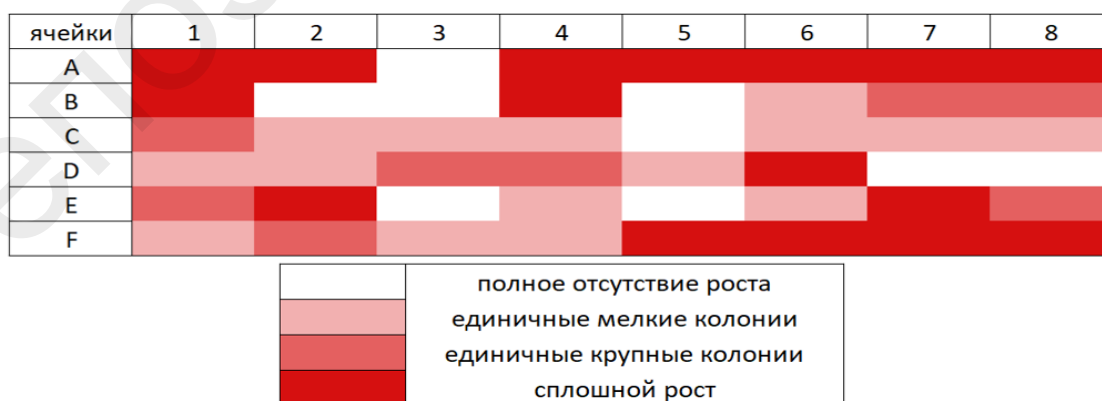 ячейки 1 2 3 4 5 6 7 8
A
B
C
D
E
F
полное отсутствие роста
единичные мелкие колонии
единичные крупные колонии
сплошной рост